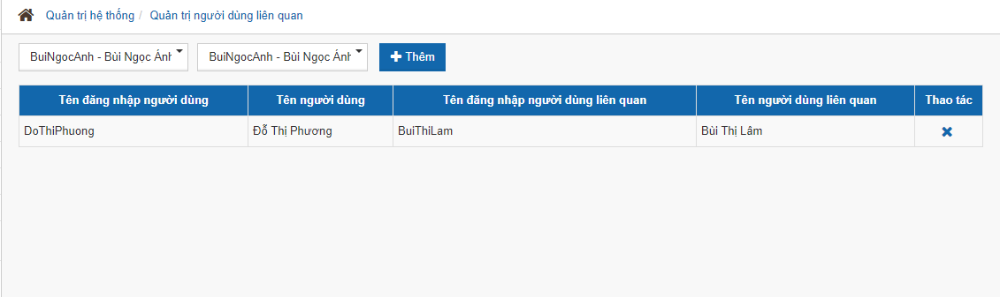 Quản trị hệ thống / Quản trị người dùng liên quan
BuiNgocAnh - Bùi Ngọc Ánh BuiNgocAnh - Bùi Ngọc Ánh Thêm
Tên đăng nhập người dùng Tên người dùng Tên đăng nhập người dùng liên quan Tên người dùng liên quan Thao tác
DoThiPhuong Đỗ Thị Phương BuiThiLam Bùi Thị Lâm